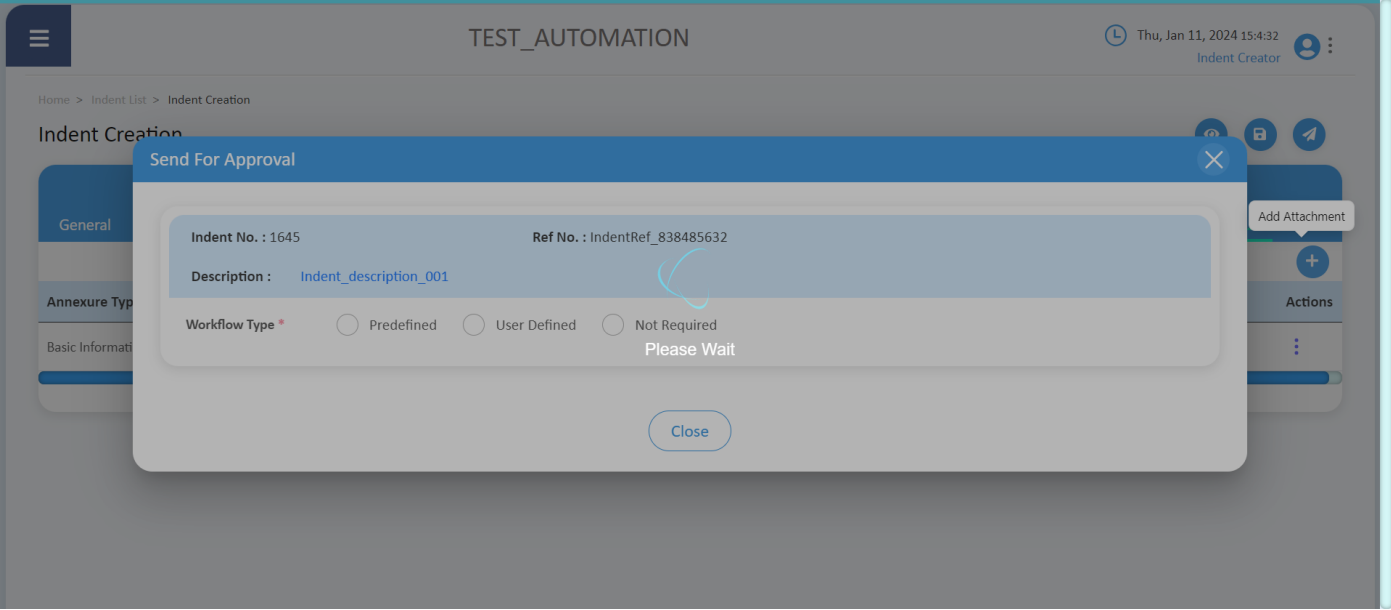 TEST_AUTOMATION
Thu, Jan 11, 2024 15:4:32
Indent Creator
Home > Indent List > Indent Creation
Indent Creation
Send For Approval
General
Add Attachment
Indent No. : 1645 Ref No. : IndentRef_838485632
Description : Indent_description_001
Annexure Typ
Actions
Workflow Type * Predefined User Defined Not Required
Basic Informati
Please Wait
Close